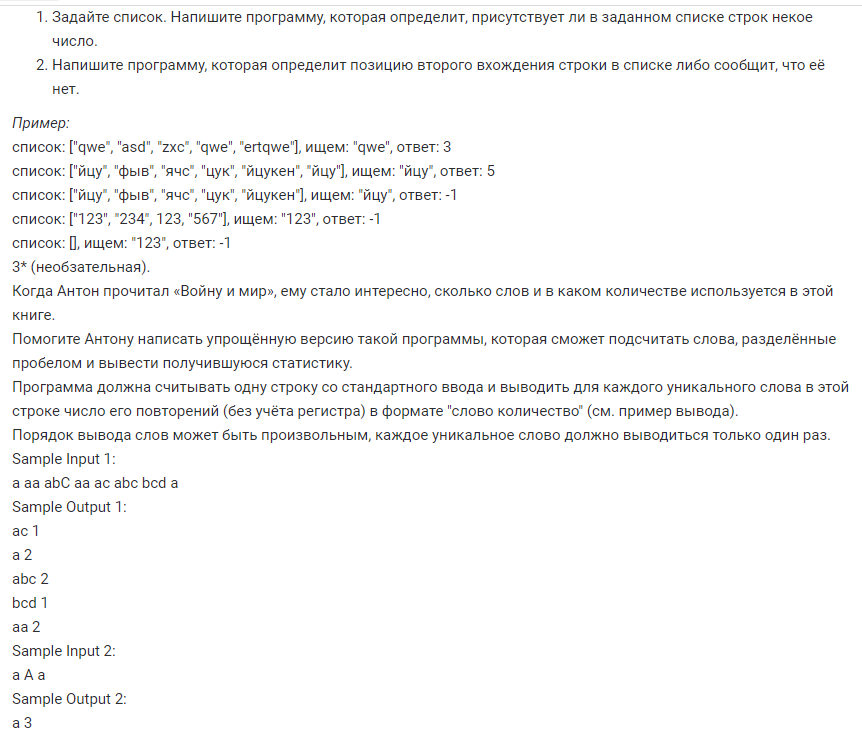 1. Задайте список. Напишите программу, которая определит, присутствует ли в заданном списке строк некое
число.
2. Напишите программу, которая определит позицию второго вхождения строки в списке либо сообщит, что её
нет.
Пример:
список: ["qwe", "asd", "zxc", "qwe", "ertqwe"], ищем: "qwe", ответ: 3
список: ["йцу", "фыв", "ячс", "цук", "йцукен", "йцу"], ищем: "йцу", ответ: 5
список: ["йцу", "фыв", "ячс", "цук", "йцукен"], ищем: "йцу", ответ: -1
список: ["123", "234", 123, "567"], ищем: "123", ответ: -1
список: [], ищем: "123", ответ: -1
3* (необзательная).
Когда Антон прочитал «Войну и мир», ему стало интересно, сколько слов и в каком количестве используется в этой
книге.
Помогите Антону написать упрощённую версию такой программы, которая сможет подсчитать слова, разделённые
пробелом и вывести получившуюся статистику.
Программа должна считывать одну строку со стандартного ввода и выводить для каждого уникального слова в этой
строке число его повторений (без учёта регистра) в формате "слово количество" (см. пример вывода).
Порядок вывода слов может быть произвольным, каждое уникальное слово должно выводиться только один раз.
Sample Input 1:
a aa abC aa ac abc bcd a
Sample Output 1:
ac 1
a 2
abc 2
bcd 1
aa 2
Sample Input 2:
a A a
Sample Output 2:
a 3